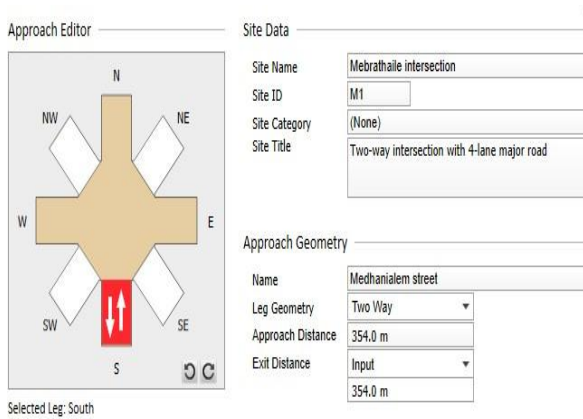 Approach Editor
N
NW
NE
W
E
SW
SE
S
Selected Leg: South
Site Data
Site Name Mebrathaile intersection
Site ID M1
Site Category (None)
Site Title Two-way intersection with 4-lane major road
Approach Geometry
Name Medhanialem street
Leg Geometry Two Way
Approach Distance 354.0 m
Exit Distance Input
354.0 m